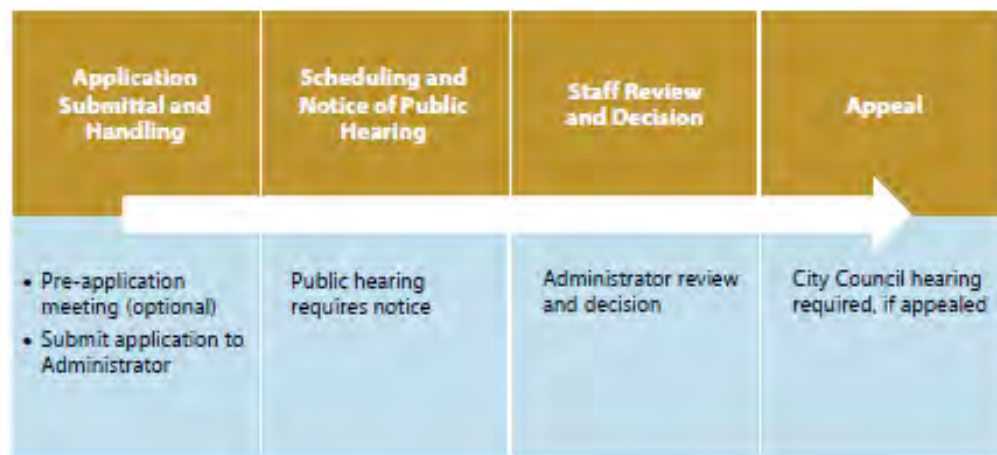 Application
Submittal and
Handling
Scheduling and
Notice of Public
Hearing
Staff Review
and Decision
Appeal
• Pre-application
meeting (optional)
• Submit application to
Administrator
Public hearing
requires notice
Administrator review
and decision
City Council hearing
required, if appealed